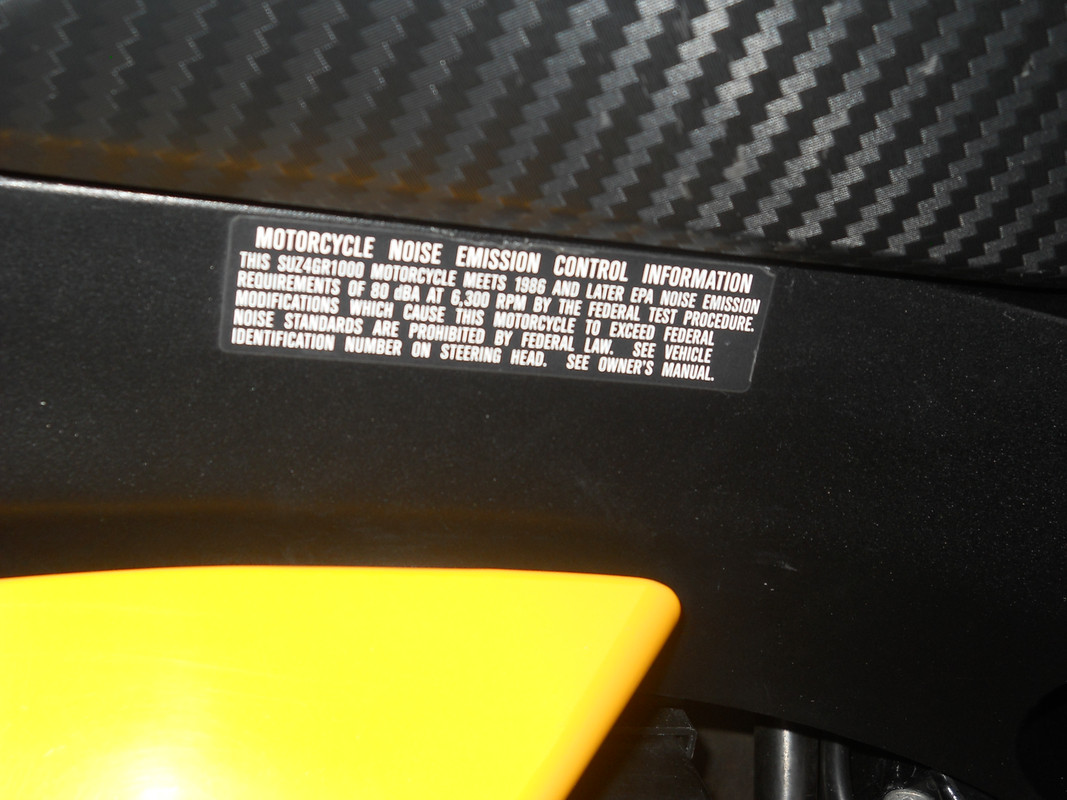 MOTORCYCLE NOISE EMISSION CONTROL INFORMATION
THIS SUZ4GR1000 MOTORCYCLE MEETS 1986 AND LATER EPA NOISE EMISSION
REQUIREMENTS OF 80 dBA AT 6,300 RPM BY THE FEDERAL TEST PROCEDURE.
MODIFICATIONS WHICH CAUSE THIS MOTORCYCLE TO EXCEED FEDERAL
NOISE STANDARDS ARE PROHIBITED BY FEDERAL LAW. SEE VEHICLE
IDENTIFICATION NUMBER ON STEERING HEAD. SEE OWNER'S MANUAL.